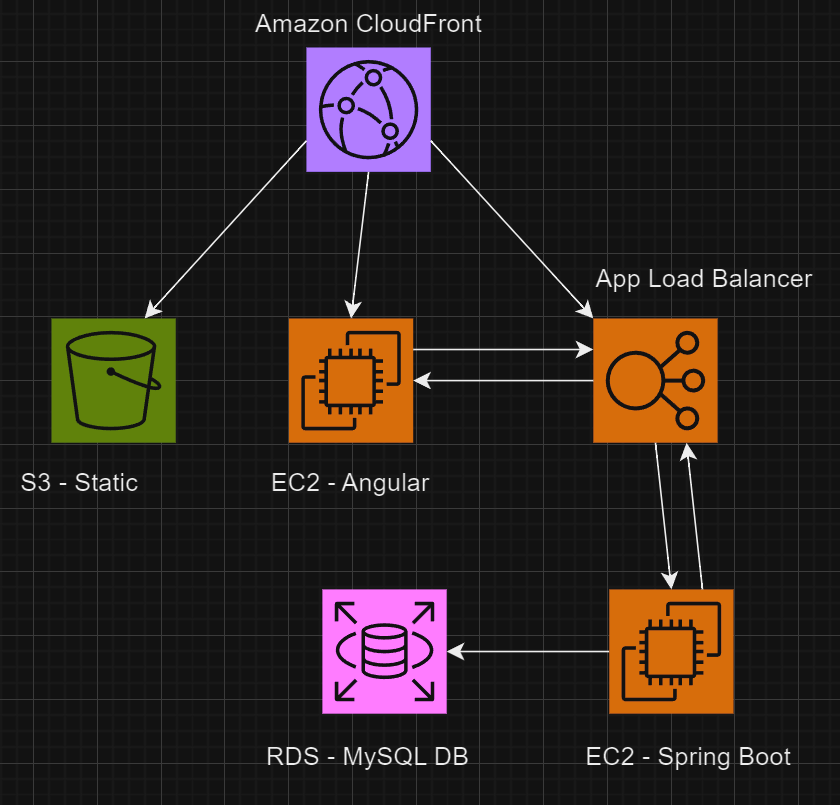 Amazon CloudFront
App Load Balancer
S3 - Static
EC2 - Angular
RDS - MySQL DB
EC2 - Spring Boot